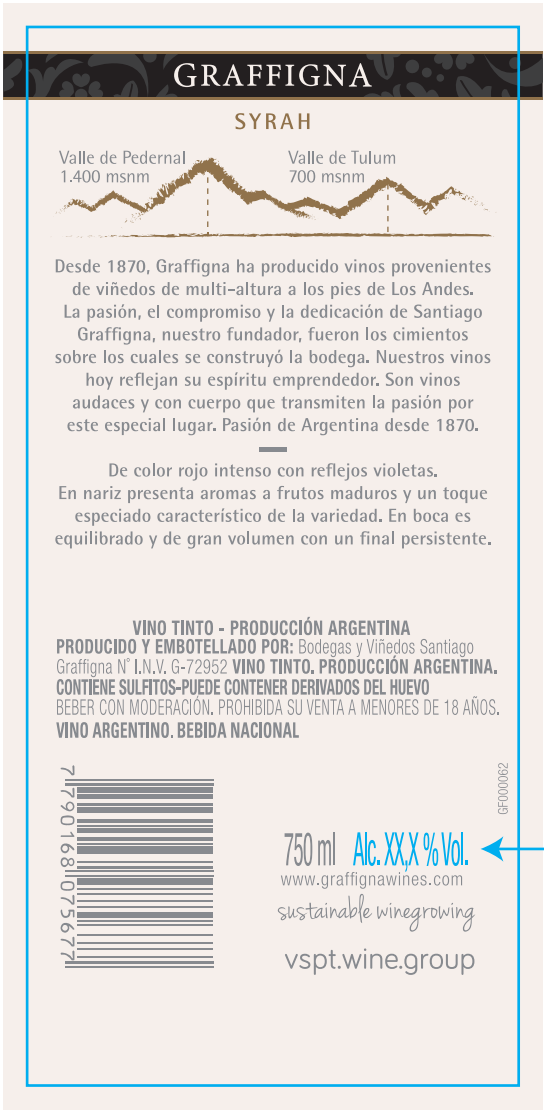 GRAFFIGNA
SYRAH
Valle de Pedernal
1.400 msnm
Valle de Tulum
700 msnm
Desde 1870, Graffigna ha producido vinos provenientes
de viñedos de multi-altura a los pies de Los Andes.
La pasión, el compromiso y la dedicación de Santiago
Graffigna, nuestro fundador, fueron los cimientos
sobre los cuales se construyó la bodega. Nuestros vinos
hoy reflejan su espíritu emprendedor. Son vinos
audaces y con cuerpo que transmiten la pasión por
este especial lugar. Pasión de Argentina desde 1870.
De color rojo intenso con reflejos violetas.
En nariz presenta aromas a frutos maduros y un toque
especiado característico de la variedad. En boca es
equilibrado y de gran volumen con un final persistente.
VINO TINTO - PRODUCCIÓN ARGENTINA
PRODUCIDO Y EMBOTELLADO POR: Bodegas y Viñedos Santiago
Graffigna N° I.N.V. G-72952 VINO TINTO. PRODUCCIÓN ARGENTINA.
CONTIENE SULFITOS-PUEDE CONTENER DERIVADOS DEL HUEVO
BEBER CON MODERACIÓN. PROHIBIDA SU VENTA A MENORES DE 18 AÑOS.
VINO ARGENTINO. BEBIDA NACIONAL
7 790168 075677
GF000062
750 ml Alc. XX,X % Vol.
www.graffignawines.com
sustainable winegrowing
vspt.wine.group